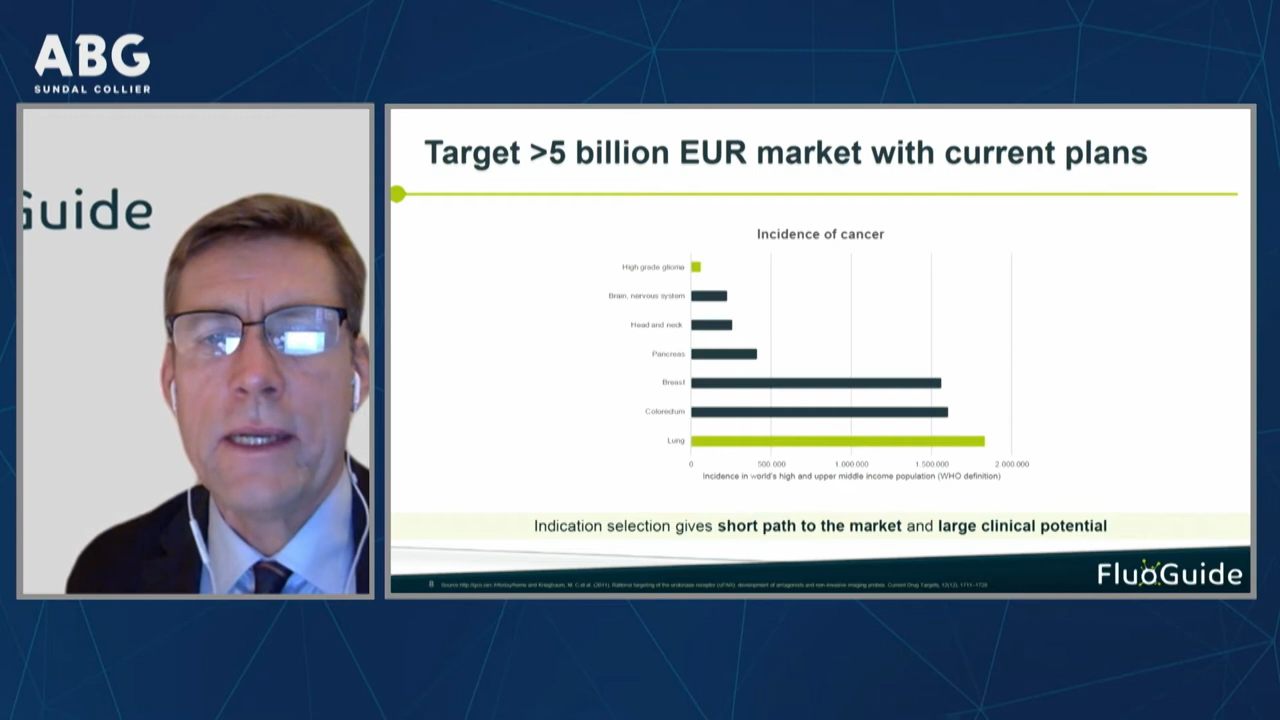 ABG
SUNDAL COLLIER
Guide
Target >5 billion EUR market with current plans
Incidence of cancer
High grade glioma
Brain, nervous system
Head and neck
Pancreas
Breast
Colorectum
Lung
0 500 000 1 000 000 1 500 000 2 000 000
Incidence in world's high and upper middle income population (WHO definition)
Indication selection gives short path to the market and large clinical potential
8
FluoGuide